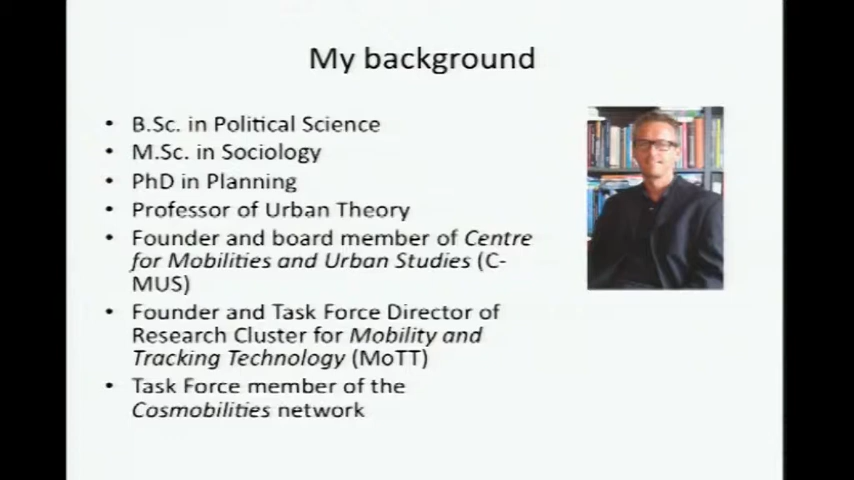 My background
• B.Sc. in Political Science
• M.Sc. in Sociology
• PhD in Planning
• Professor of Urban Theory
• Founder and board member of Centre
for Mobilities and Urban Studies (C-
MUS)
• Founder and Task Force Director of
Research Cluster for Mobility and
Tracking Technology (MoTT)
• Task Force member of the
Cosmobilities network